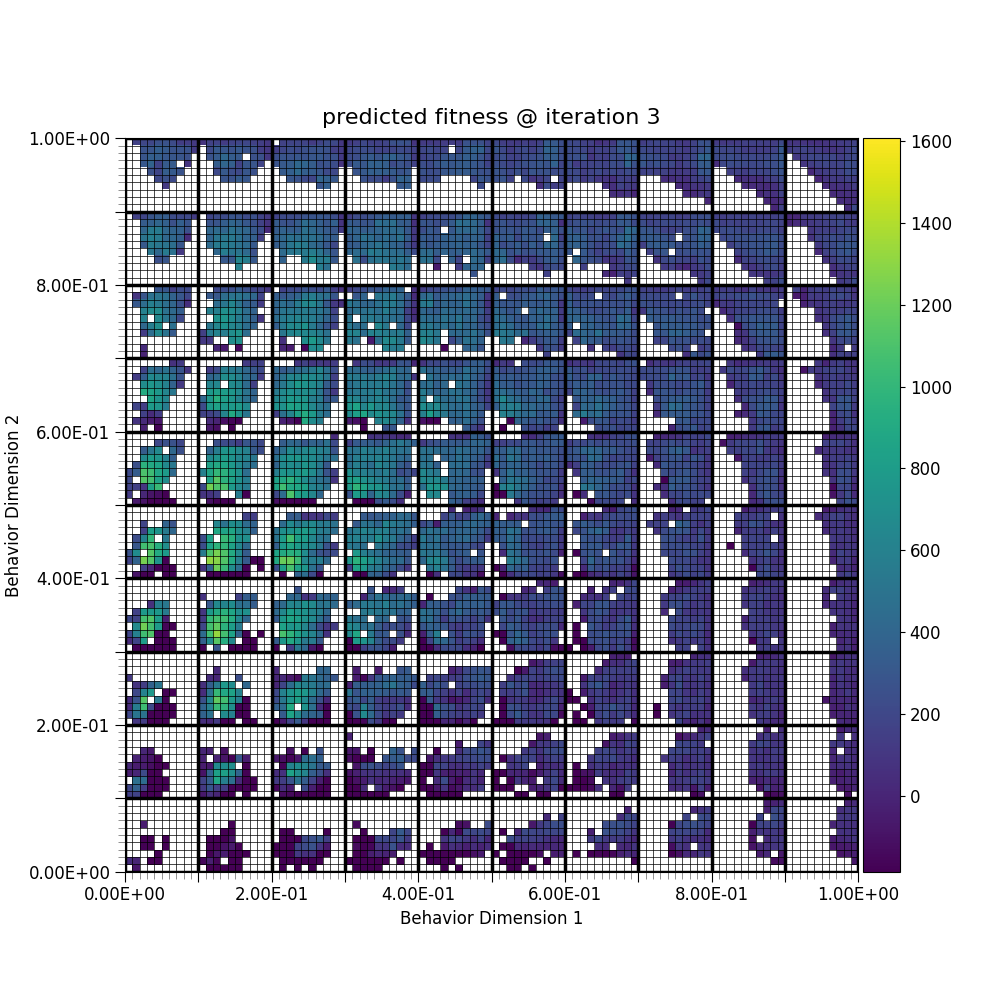 predicted fitness @ iteration 3
1.00E+00
8.00E-01
6.00E-01
4.00E-01
2.00E-01
0.00E+00
Behavior Dimension 2
0.00E+00 2.00E-01 4.00E-01 6.00E-01 8.00E-01 1.00E+00
Behavior Dimension 1
1600
1400
1200
1000
800
600
400
200
0